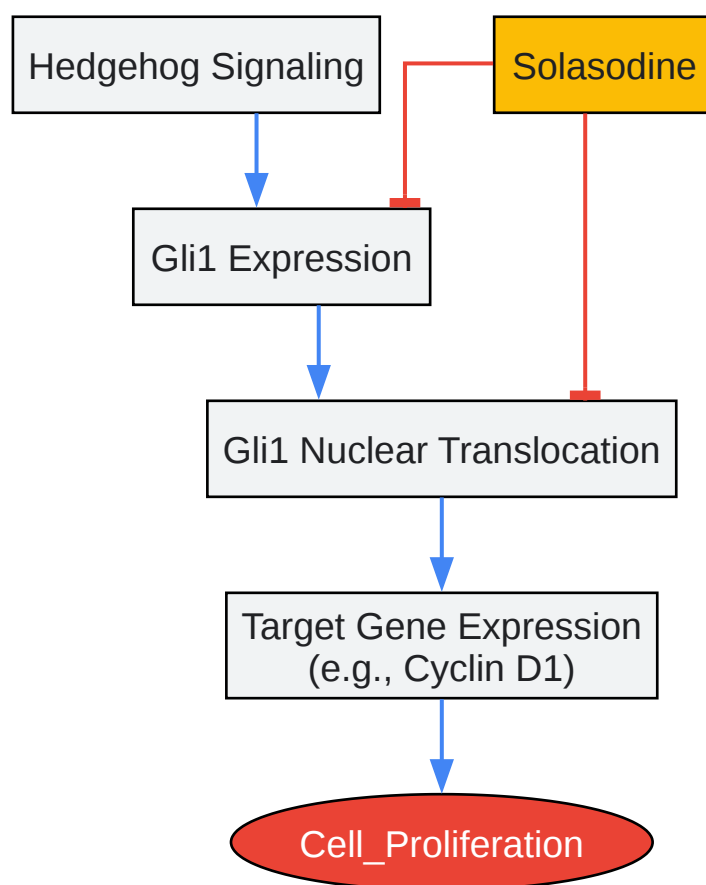 Hedgehog Signaling
Solasodine
Gli1 Expression
Gli1 Nuclear Translocation
Target Gene Expression
(e.g., Cyclin D1)
Cell_Proliferation